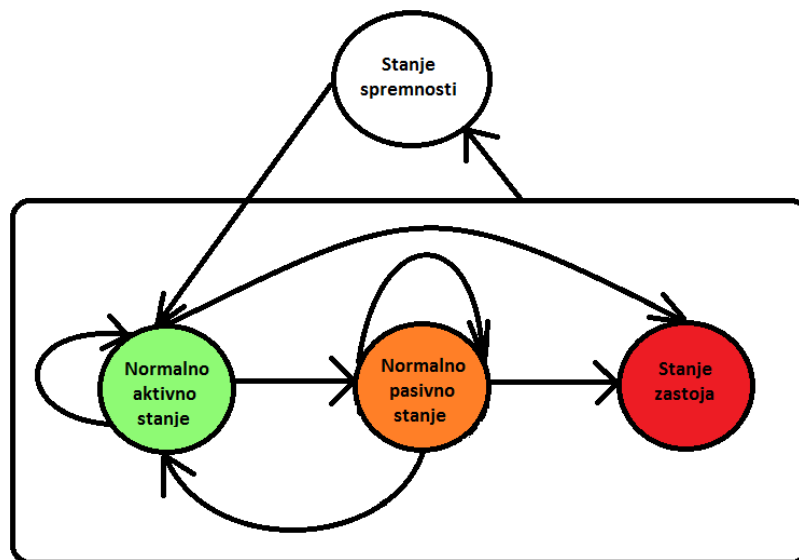 Stanje
spremnosti
Normalno
aktivno
stanje
Normalno
pasivno
stanje
Stanje
zastoja